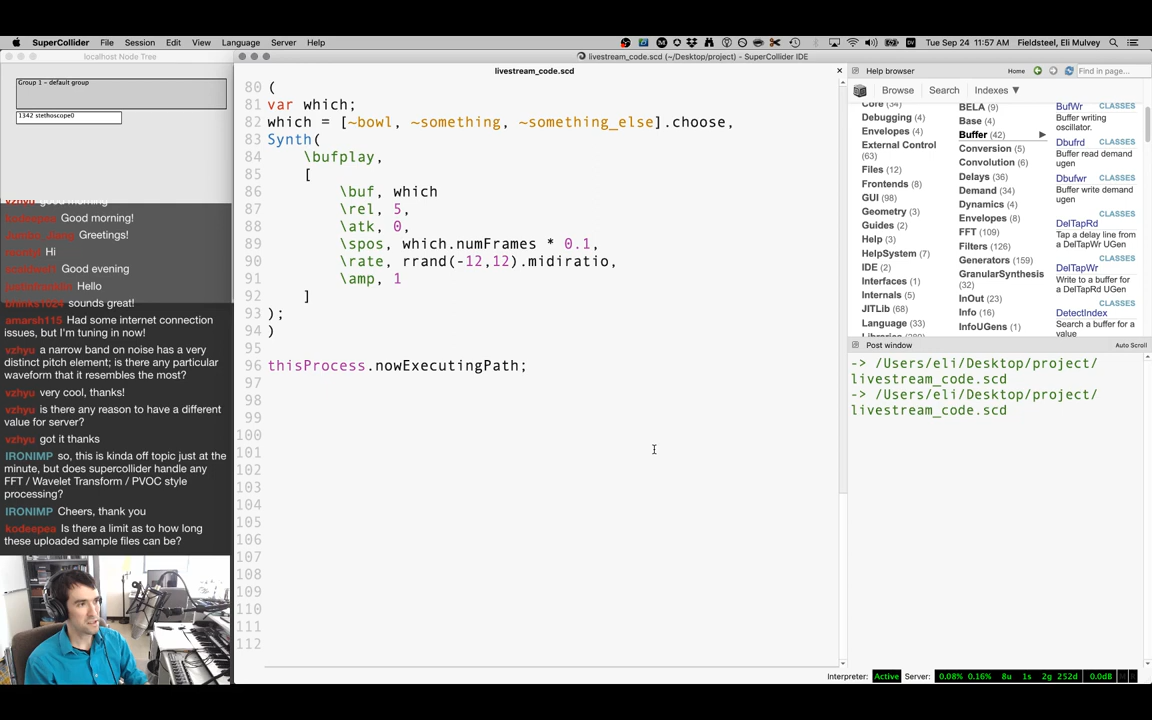 SuperCollider File Session Edit View Language Server Help
Tue Sep 24 11:57 AM Fieldsteel Eli Mulvey
localhost Node Tree
livestream_code.scd (~/Desktop/project) - SuperCollider IDE
Group 1 - default group
1342 stethoscope0
good morning
Good morning!
Greetings!
Hi
Good evening
Hello
sounds great!
amarsh115 Had some internet connection
issues, but I'm tuning in now!
vzhyu a narrow band on noise has a very
distinct pitch element; is there any particular
waveform that it resembles the most?
vzhyu very cool, thanks!
vzhyu is there any reason to have a different
value for server?
vzhyu got it thanks
IRONIMP so, this is kinda off topic just at the
minute, but does supercollider handle any
FFT / Wavelet Transform / PVOC style
processing?
IRONIMP Cheers, thank you
kodeepea Is there a limit as to how long
these uploaded sample files can be?
livestream_code.scd
80 (
81 var which;
82 which = [~bowl, ~something, ~something_else].choose,
83 Synth(
84 \bufplay,
85 [
86 \buf, which
87 \rel, 5,
88 \atk, 0,
89 \spos, which.numFrames * 0.1,
90 \rate, rrand(-12,12).midiratio,
91 \amp, 1
92 ]
93 );
94 )
95
96 thisProcess.nowExecutingPath;
97
98
99
100
101
102
103
104
105
106
107
108
109
110
111
112
Help browser Home Find in page...
Browse Search Indexes ▼
Core (34)
Debugging (4)
Envelopes (4)
External Control
(63)
Files (12)
Frontends (8)
GUI (98)
Geometry (3)
Guides (2)
Help (3)
HelpSystem (7)
IDE (2)
Interfaces (1)
Internals (5)
JITLib (68)
Language (33)
BELA (9)
Base (4)
Buffer (42) ▶
Conversion (5)
Convolution (6)
Delays (36)
Demand (34)
Dynamics (4)
Envelopes (8)
FFT (109)
Filters (126)
Generators (159)
GranularSynthesis
(32)
InOut (23)
Info (16)
InfoUGens (1)
BufWr CLASSES
Buffer writing
oscillator.
Dbufrd CLASSES
Buffer read demand
ugen
Dbufwr CLASSES
Buffer write demand
ugen
DelTapRd CLASSES
Tap a delay line from
a DelTapWr UGen
DelTapWr CLASSES
Write to a buffer for
a DelTapRd UGen
CLASSES
DetectIndex
Search a buffer for a
value
Post window Auto Scroll
-> /Users/eli/Desktop/project/
livestream_code.scd
-> /Users/eli/Desktop/project/
livestream_code.scd
Interpreter: Active Server: 0.08% 0.16% 8u 1s 2g 252d 0.0dB